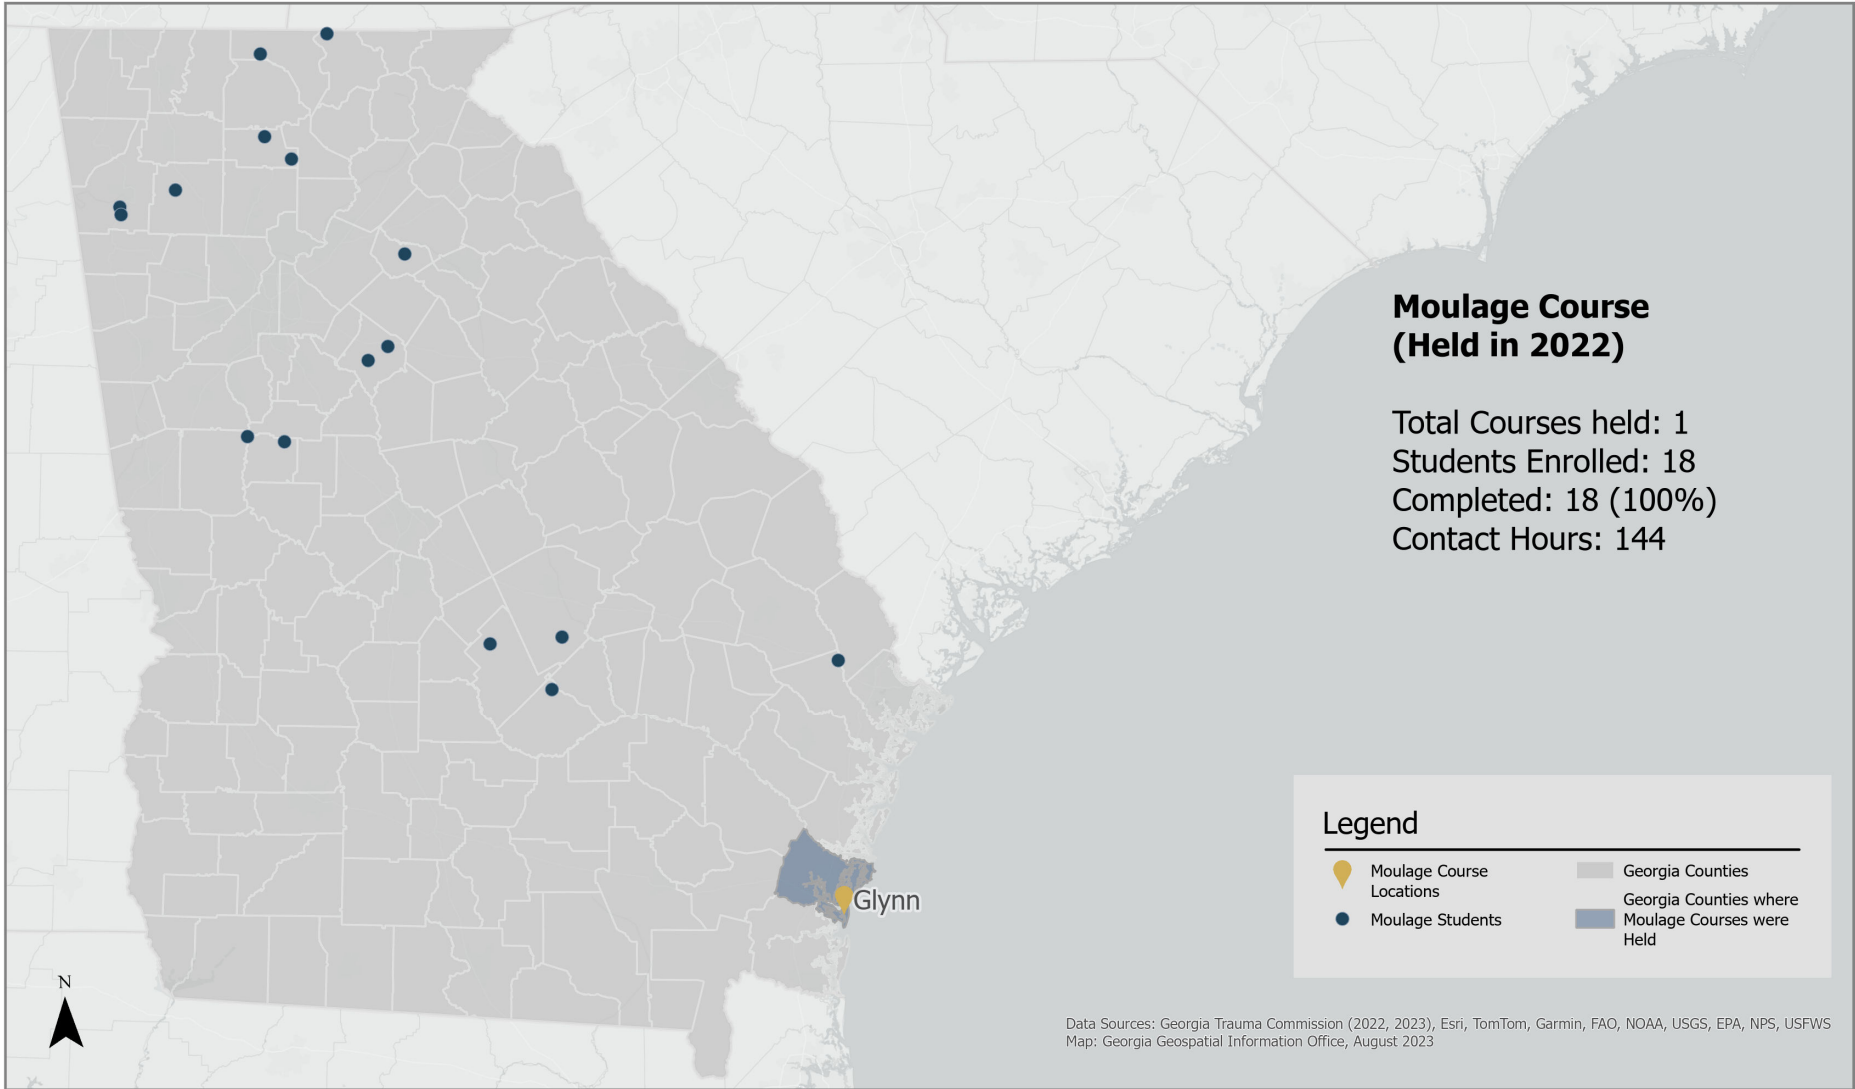 Moulage Course
(Held in 2022)
Total Courses held: 1
Students Enrolled: 18
Completed: 18 (100%)
Contact Hours: 144
Glynn
Legend
Moulage Course
Locations
Moulage Students
Georgia Counties
Georgia Counties where
Moulage Courses were
Held
N
Data Sources: Georgia Trauma Commission (2022, 2023), Esri, TomTom, Garmin, FAO, NOAA, USGS, EPA, NPS, USFWS
Map: Georgia Geospatial Information Office, August 2023